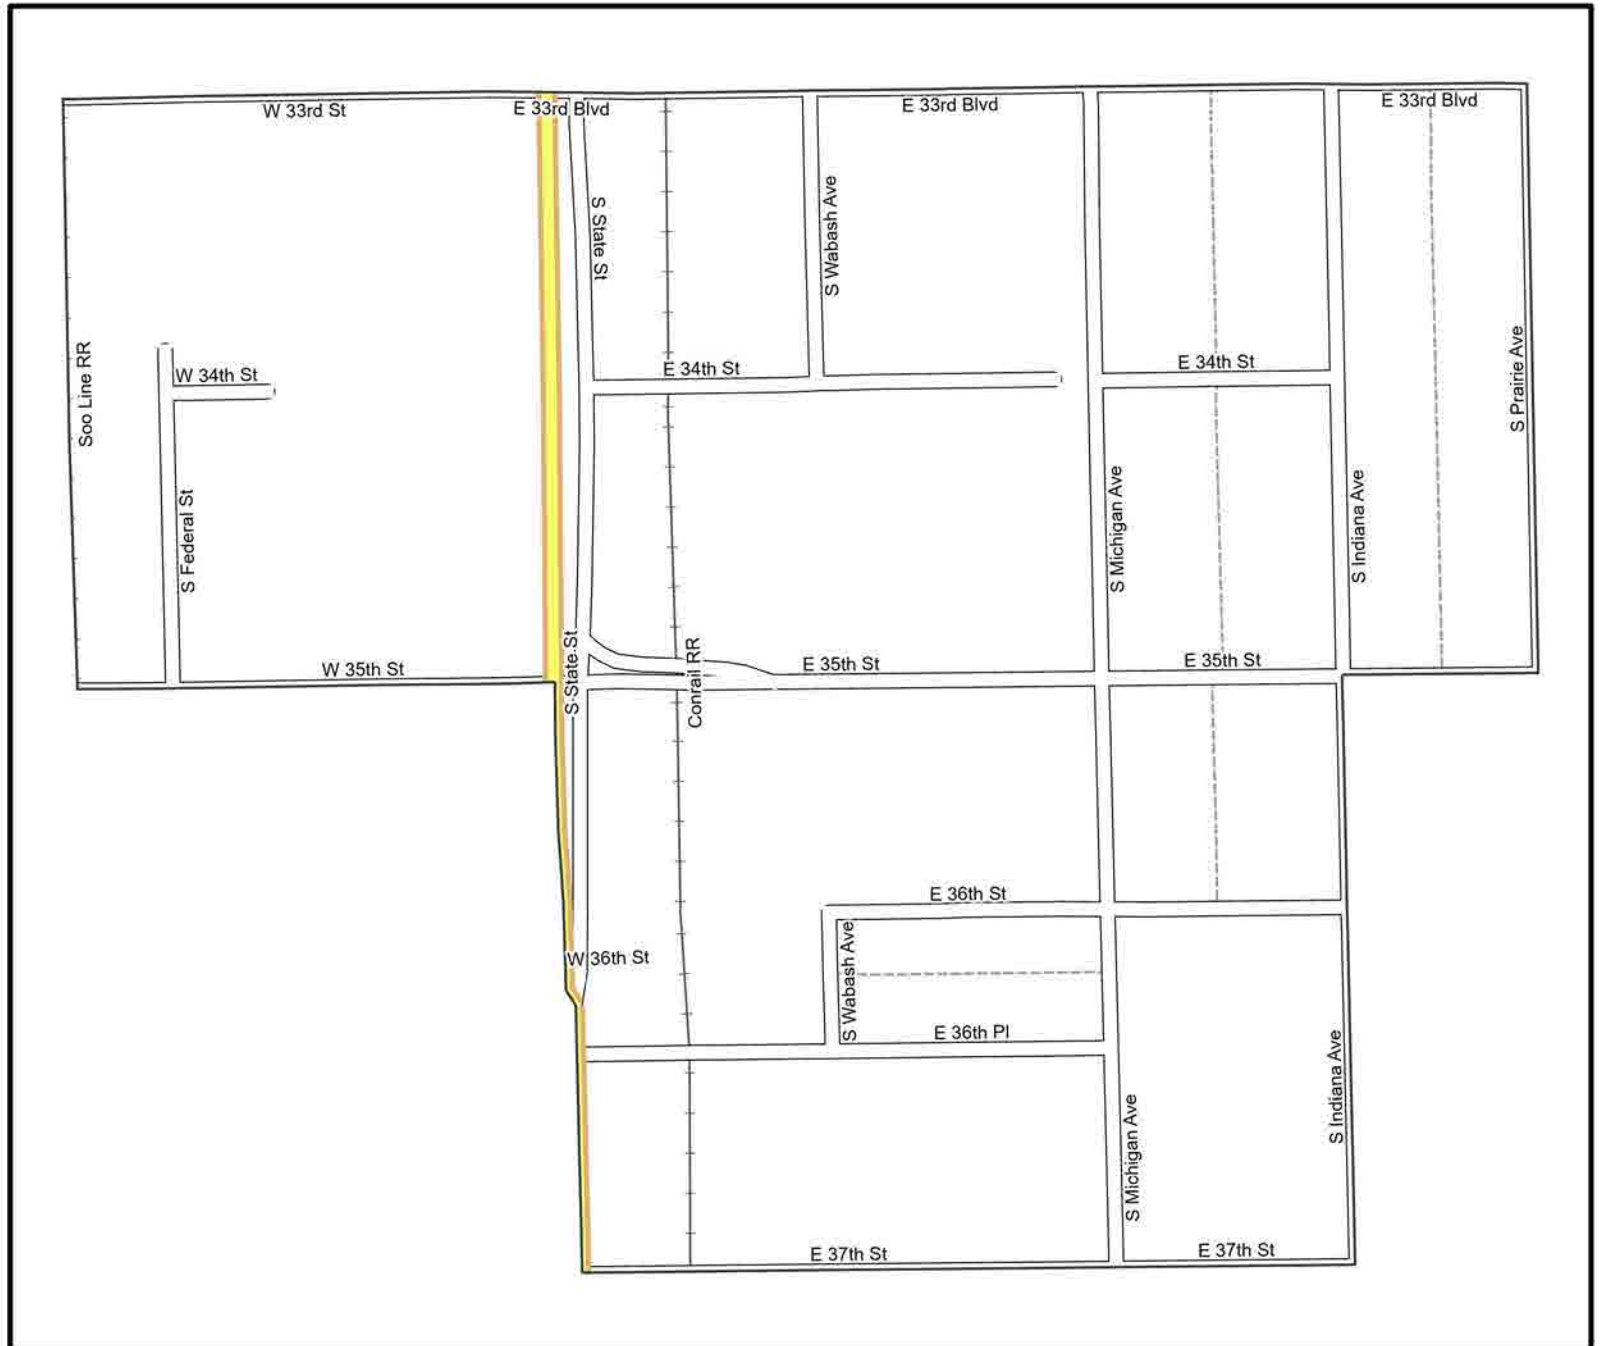 W 33rd St
E 33rd Blvd
E 33rd Blvd
E 33rd Blvd
S State St
S Wabash Ave
Soo Line RR
W 34th St
E 34th St
E 34th St
S Prairie Ave
S Federal St
S Michigan Ave
S Indiana Ave
W 35th St
S State St
Conrail RR
E 35th St
E 35th St
E 36th St
W 36th St
S Wabash Ave
E 36th Pl
S Indiana Ave
S Michigan Ave
E 37th St
E 37th St